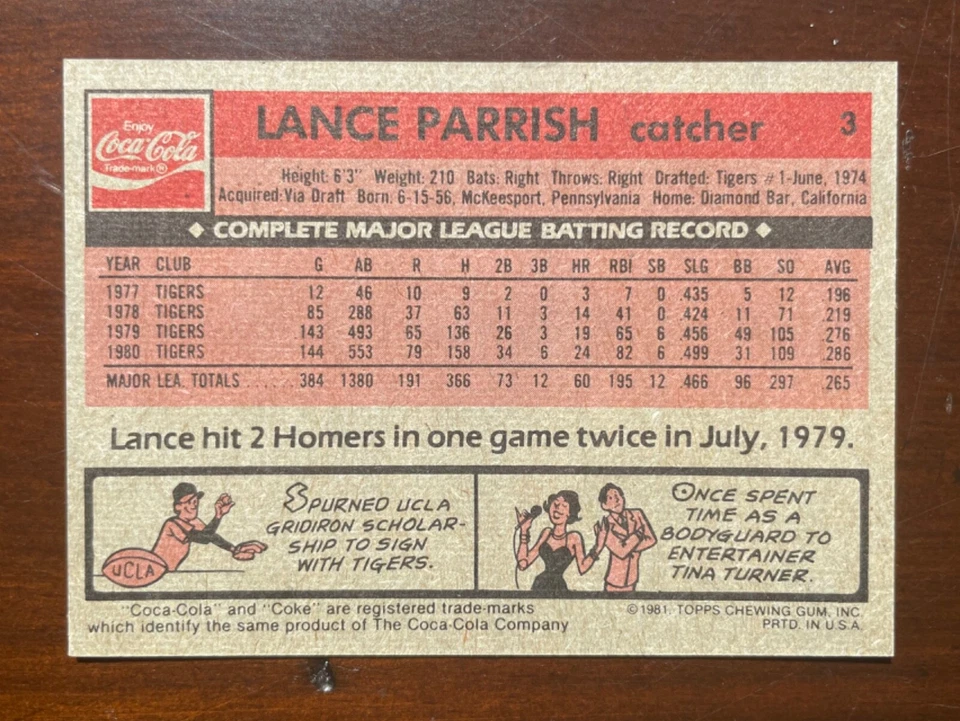 Enjoy
Coca-Cola
Trade-mark®
LANCE PARRISH catcher 3
Height: 6'3" Weight: 210 Bats: Right Throws: Right Drafted: Tigers #1-June, 1974
Acquired: Via Draft Born: 6-15-56, McKeesport, Pennsylvania Home: Diamond Bar, California
◆ COMPLETE MAJOR LEAGUE BATTING RECORD ◆
YEAR CLUB G AB R H 2B 3B HR RBI SB SLG BB SO AVG
1977 TIGERS 12 46 10 9 2 0 3 7 0 .435 5 12 .196
1978 TIGERS 85 288 37 63 11 3 14 41 0 .424 11 71 .219
1979 TIGERS 143 493 65 136 26 3 19 65 6 .456 49 105 .276
1980 TIGERS 144 553 79 158 34 6 24 82 6 .499 31 109 .286
MAJOR LEA. TOTALS ...... 384 1380 191 366 73 12 60 195 12 .466 96 297 .265
Lance hit 2 Homers in one game twice in July, 1979.
UCLA
SPURNED UCLA
GRIDIRON SCHOLAR-
SHIP TO SIGN
WITH TIGERS.
ONCE SPENT
TIME AS A
BODYGUARD TO
ENTERTAINER
TINA TURNER.
"Coca-Cola" and "Coke" are registered trade-marks
which identify the same product of The Coca-Cola Company
©1981 TOPPS CHEWING GUM, INC
PRTD. IN U.S.A.